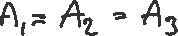 A₁ = A₂ = A₃